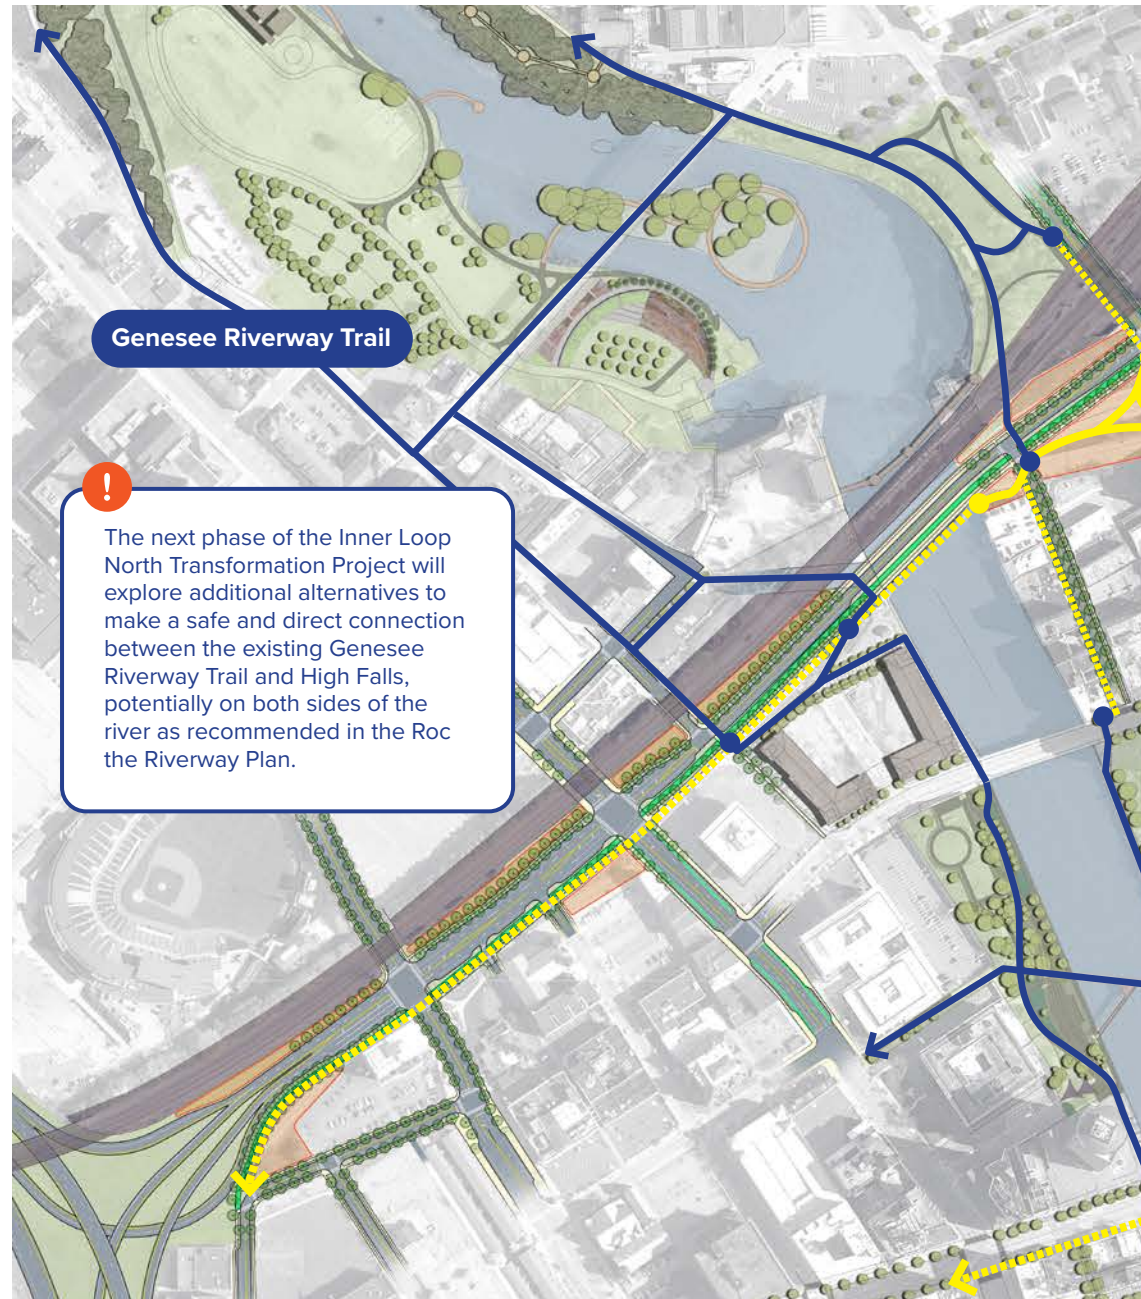 Genesee Riverway Trail
!
The next phase of the Inner Loop
North Transformation Project will
explore additional alternatives to
make a safe and direct connection
between the existing Genesee
Riverway Trail and High Falls,
potentially on both sides of the
river as recommended in the Roc
the Riverway Plan.